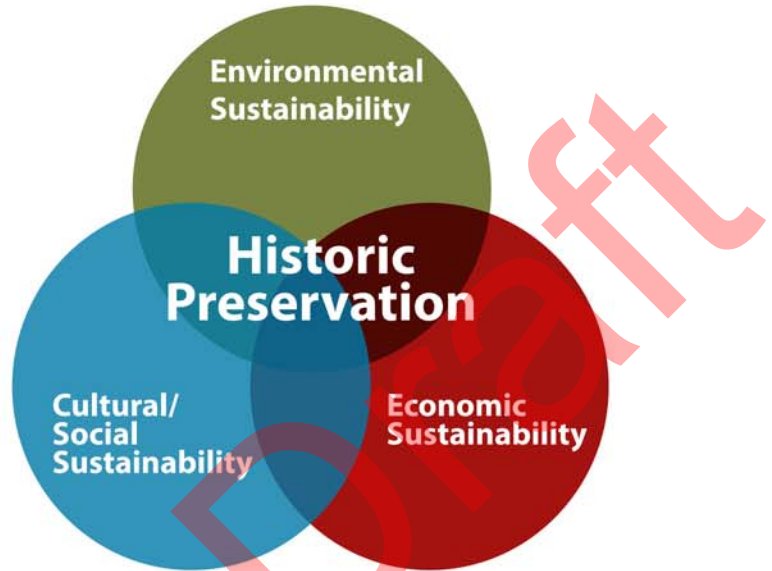 Environmental
Sustainability
Historic
Preservation
Cultural/
Social
Sustainability
Economic
Sustainability
Draft